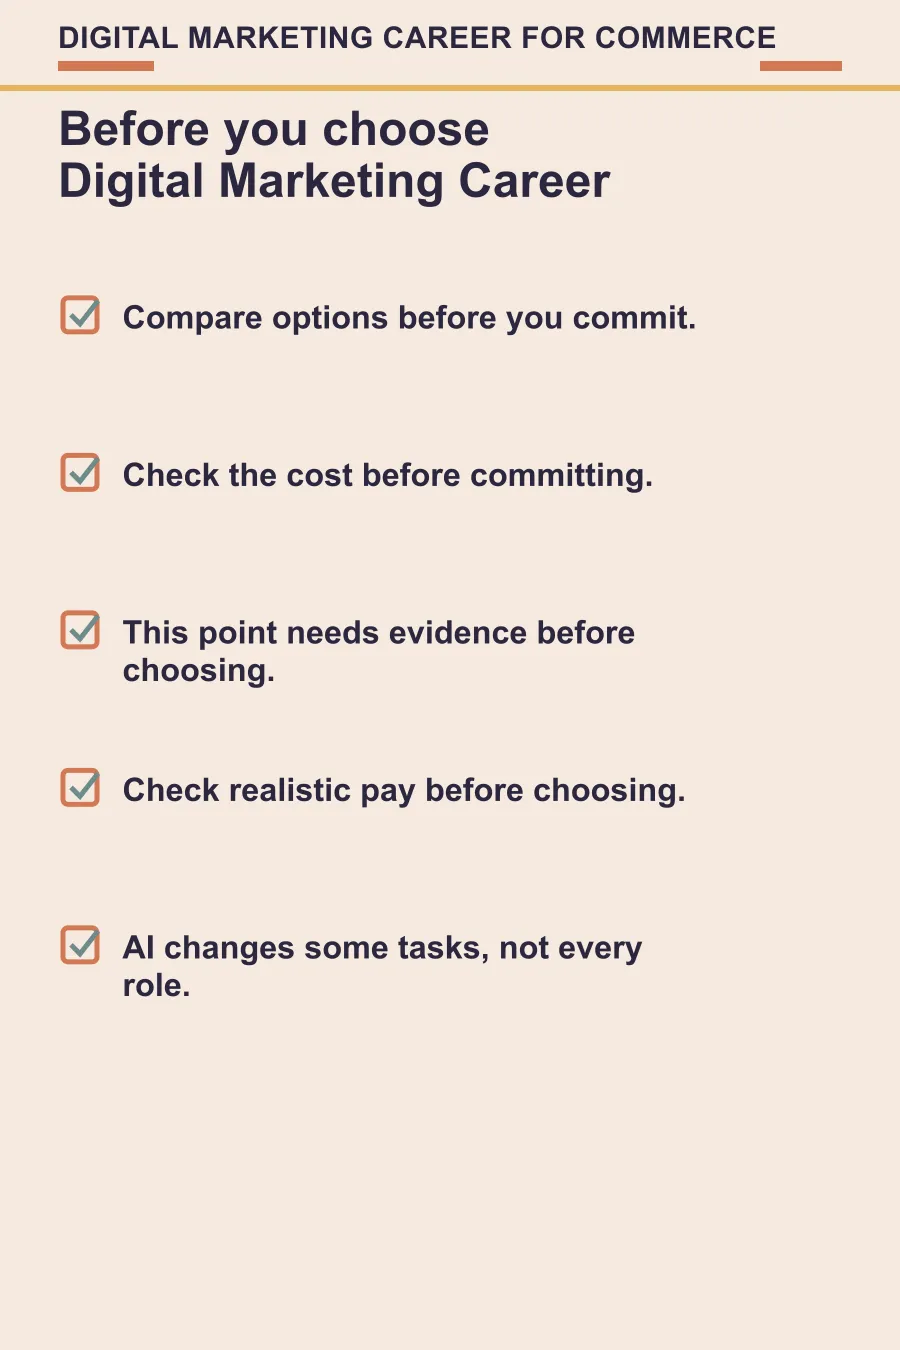 DIGITAL MARKETING CAREER FOR COMMERCE
Before you choose
Digital Marketing Career
Compare options before you commit.
Check the cost before committing.
This point needs evidence before
choosing.
Check realistic pay before choosing.
AI changes some tasks, not every
role.